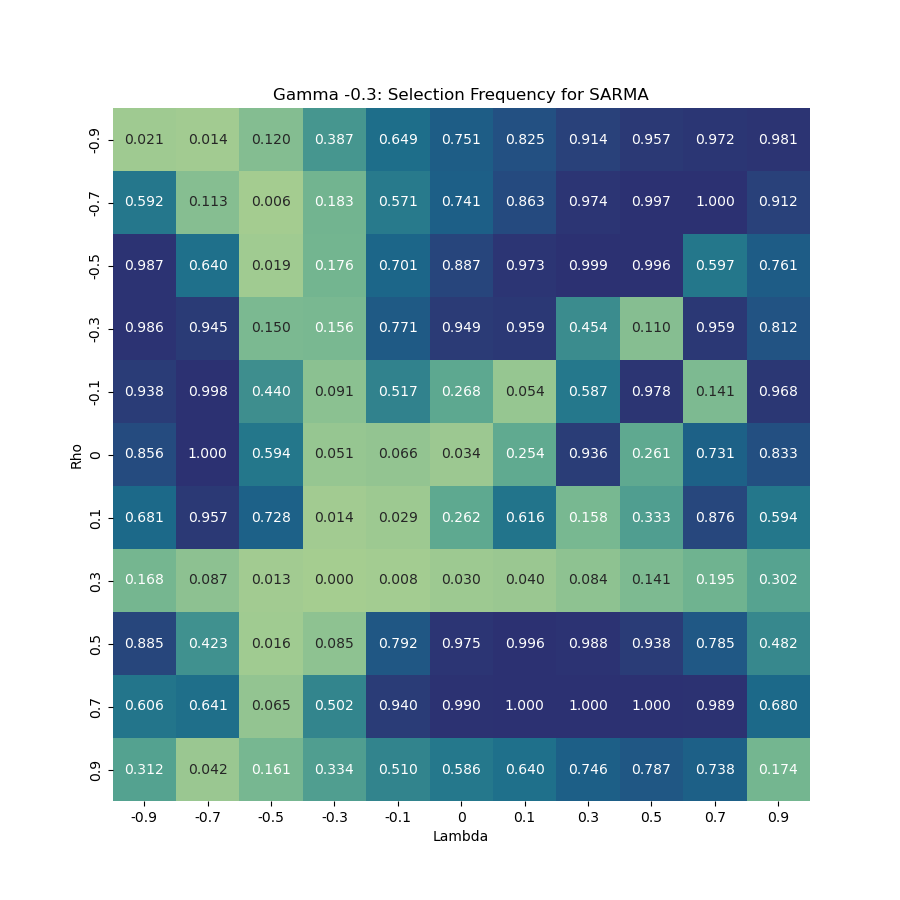 Gamma -0.3: Selection Frequency for SARMA
-0.9 0.021 0.014 0.120 0.387 0.649 0.751 0.825 0.914 0.957 0.972 0.981
-0.7 0.592 0.113 0.006 0.183 0.571 0.741 0.863 0.974 0.997 1.000 0.912
-0.5 0.987 0.640 0.019 0.176 0.701 0.887 0.973 0.999 0.996 0.597 0.761
-0.3 0.986 0.945 0.150 0.156 0.771 0.949 0.959 0.454 0.110 0.959 0.812
-0.1 0.938 0.998 0.440 0.091 0.517 0.268 0.054 0.587 0.978 0.141 0.968
Rho
0 0.856 1.000 0.594 0.051 0.066 0.034 0.254 0.936 0.261 0.731 0.833
0.1 0.681 0.957 0.728 0.014 0.029 0.262 0.616 0.158 0.333 0.876 0.594
0.3 0.168 0.087 0.013 0.000 0.008 0.030 0.040 0.084 0.141 0.195 0.302
0.5 0.885 0.423 0.016 0.085 0.792 0.975 0.996 0.988 0.938 0.785 0.482
0.7 0.606 0.641 0.065 0.502 0.940 0.990 1.000 1.000 1.000 0.989 0.680
0.9 0.312 0.042 0.161 0.334 0.510 0.586 0.640 0.746 0.787 0.738 0.174
-0.9 -0.7 -0.5 -0.3 -0.1 0 0.1 0.3 0.5 0.7 0.9
Lambda